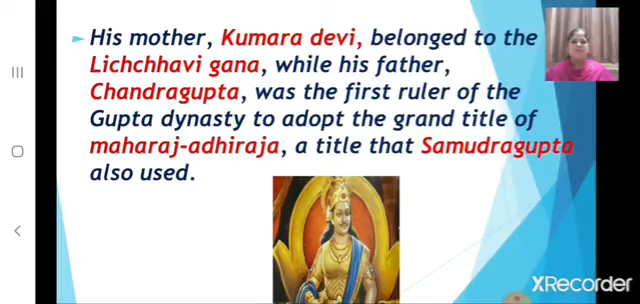 His mother, Kumara devi, belonged to the
Lichchhavi gana, while his father,
Chandragupta, was the first ruler of the
Gupta dynasty to adopt the grand title of
maharaj-adhiraja, a title that Samudragupta
also used.
XRecorder